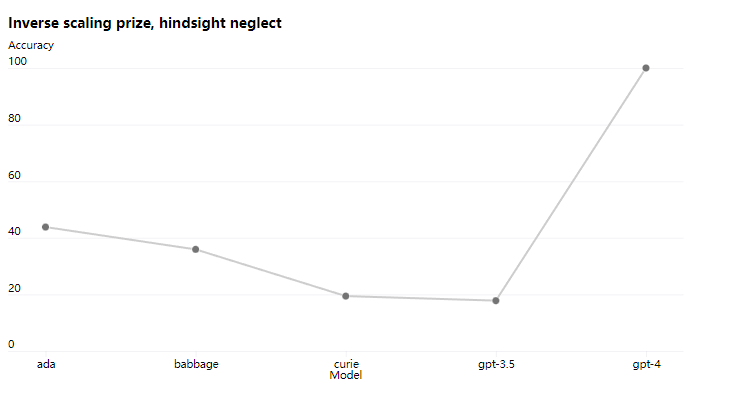 Inverse scaling prize, hindsight neglect
Accuracy
100
80
60
40
20
0
ada babbage curie gpt-3.5 gpt-4
Model